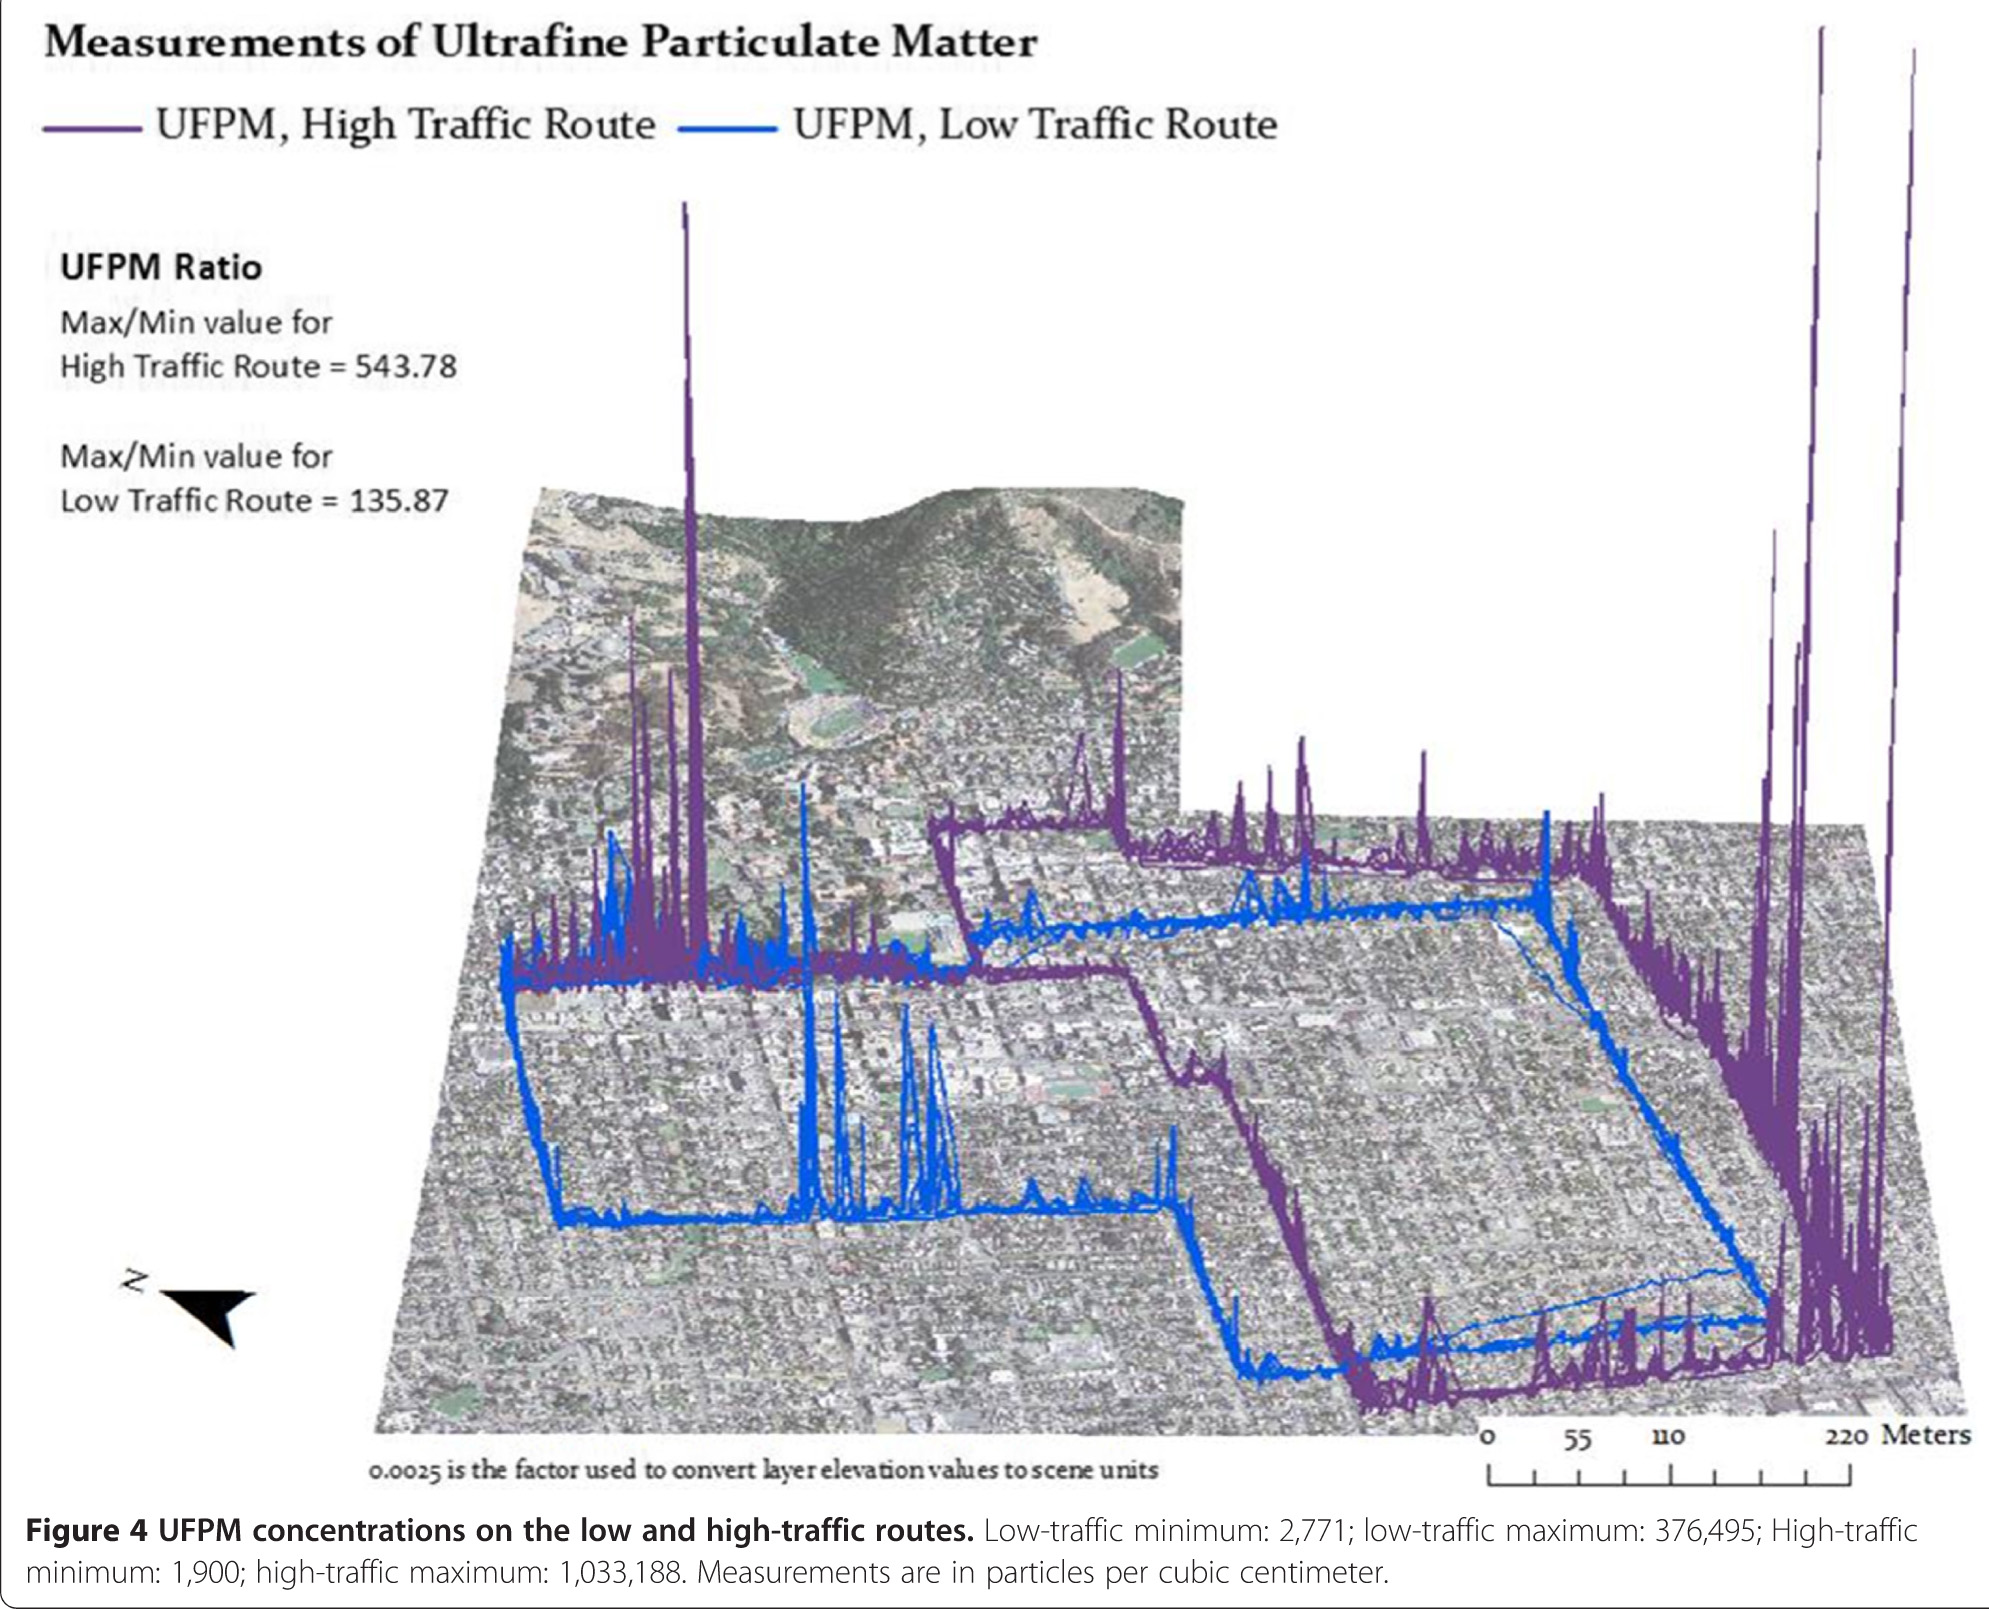 Measurements of Ultrafine Particulate Matter
UFPM, High Traffic Route UFPM, Low Traffic Route
UFPM Ratio
Max/Min value for
High Traffic Route = 543.78
Max/Min value for
Low Traffic Route = 135.87
N
0 55 110 220 Meters
0.0025 is the factor used to convert layer elevation values to scene units
Figure 4 UFPM concentrations on the low and high-traffic routes. Low-traffic minimum: 2,771; low-traffic maximum: 376,495; High-traffic
minimum: 1,900; high-traffic maximum: 1,033,188. Measurements are in particles per cubic centimeter.